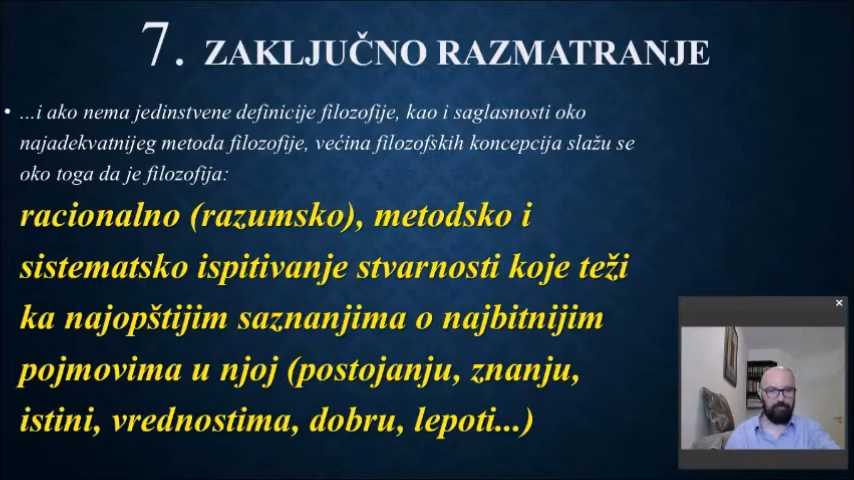 7. ZAKLJUČNO RAZMATRANJE
• ...i ako nema jedinstvene definicije filozofije, kao i saglasnosti oko
najadekvatnijeg metoda filozofije, većina filozofskih koncepcija slažu se
oko toga da je filozofija:
racionalno (razumsko), metodsko i
sistematsko ispitivanje stvarnosti koje teži
ka najopštijim saznanjima o najbitnijim
pojmovima u njoj (postojanju, znanju,
istini, vrednostima, dobru, lepoti...)